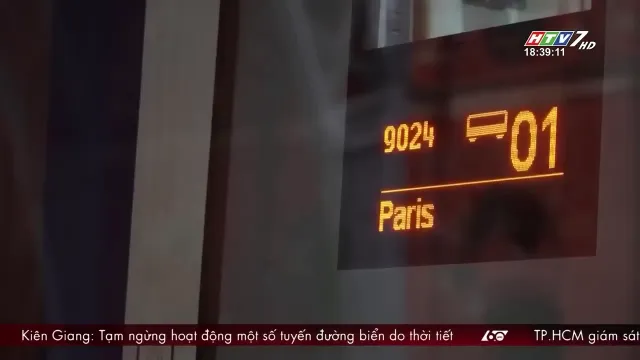 HTV7 HD
18:39:11
9024 01
Paris
Kiên Giang: Tạm ngừng hoạt động một số tuyến đường biển do thời tiết 60 TP.HCM giám sát